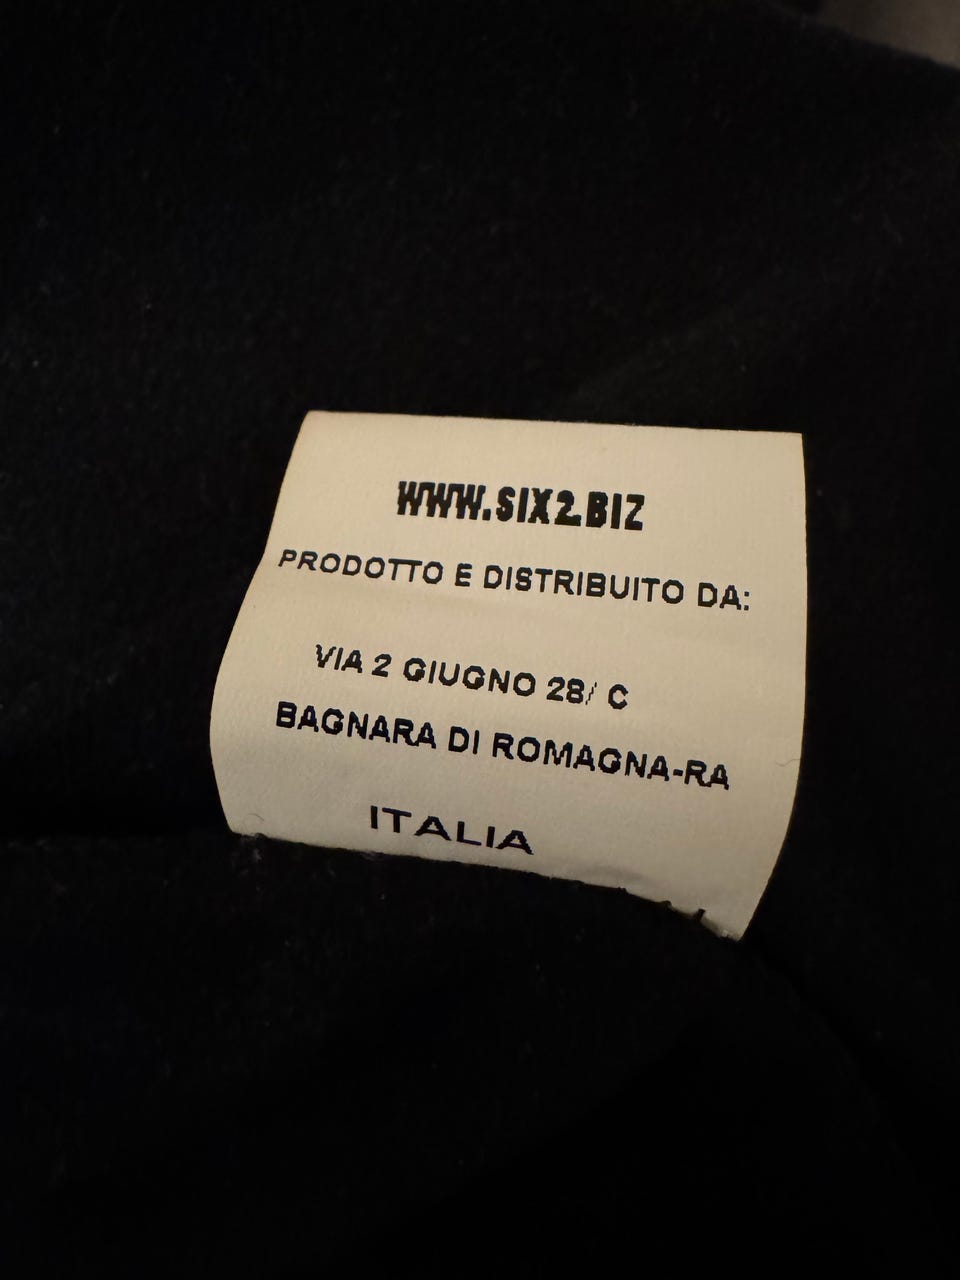 WWW.SIX2.BIZ
PRODOTTO E DISTRIBUITO DA:
VIA 2 GIUGNO 28/ C
BAGNARA DI ROMAGNA-RA
ITALIA